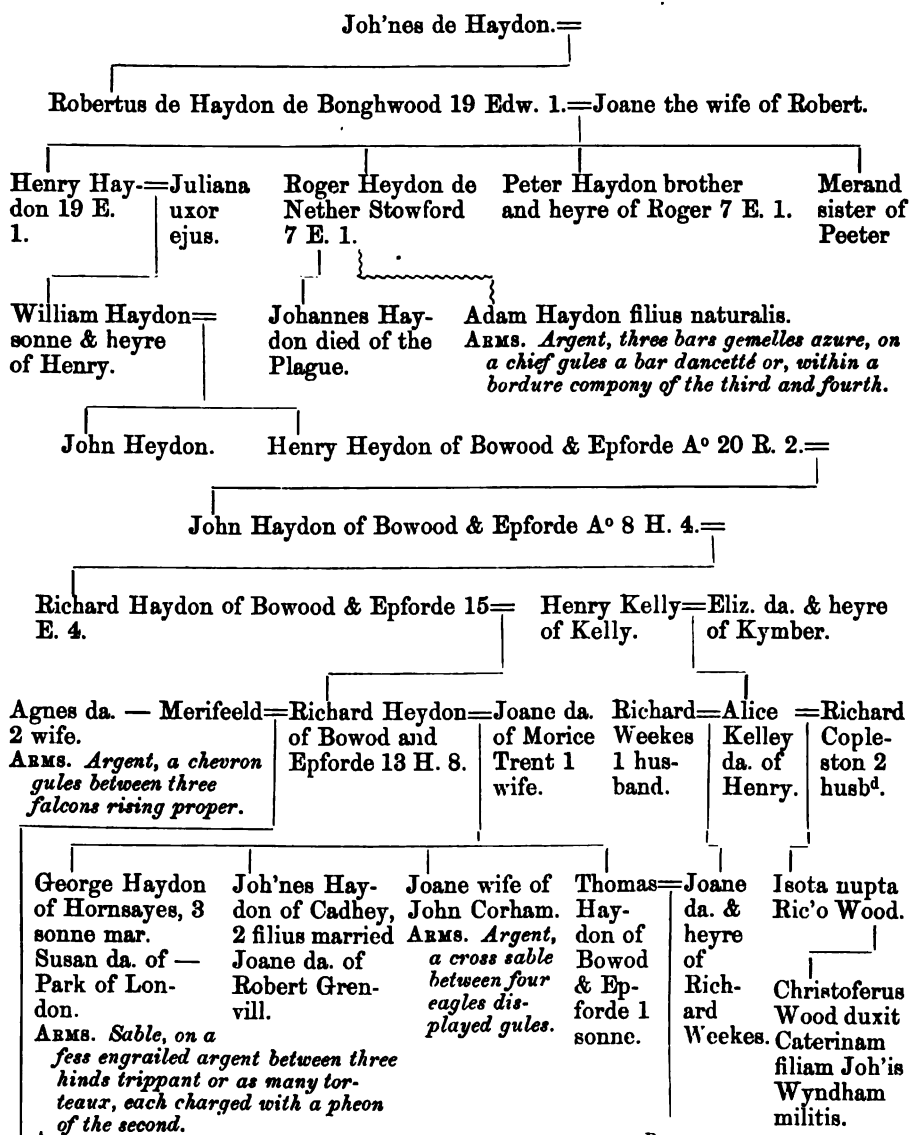 Joh'nes de Haydon.=
Robertus de Haydon de Bonghwood 19 Edw. 1.=Joane the wife of Robert.
Henry Hay-=Juliana
don 19 E. uxor
1. ejus.
Roger Heydon de
Nether Stowford
7 E. 1.
Peter Haydon brother
and heyre of Roger 7 E. 1.
Merand
sister of
Peeter
William Haydon=
sonne & heyre
of Henry.
Johannes Hay-
don died of the
Plague.
Adam Haydon filius naturalis.
ARMS. Argent, three bars gemelles azure, on
a chief gules a bar dancetté or, within a
bordure compony of the third and fourth.
John Heydon.
Henry Heydon of Bowood & Epforde Aº 20 R. 2.=
John Haydon of Bowood & Epforde Aº 8 H. 4.=
Richard Haydon of Bowood & Epforde 15=
E. 4.
Henry Kelly=Eliz. da. & heyre
of Kelly. of Kymber.
Agnes da. — Merifeeld=Richard Heydon=Joane da.
2 wife.
ARMS. Argent, a chevron
gules between three
falcons rising proper.
of Bowod and
Epforde 13 H. 8.
of Morice
Trent 1
wife.
Richard=Alice =Richard
Weekes
1 hus-
band.
Kelley
da. of
Henry.
Cople-
ston 2
husbd.
George Haydon
of Hornsayes, 3
sonne mar.
Susan da. of —
Park of Lon-
don.
ARMS. Sable, on a
fess engrailed argent between three
hinds trippant or as many tor-
teaux, each charged with a pheon
of the second.
Joh'nes Hay-
don of Cadhey,
2 filius married
Joane da. of
Robert Gren-
vill.
Joane wife of
John Corham.
ARMS. Argent,
a cross sable
between four
eagles dis-
played gules.
Thomas=Joane
Hay-
don of
Bowod
& Ep-
forde 1
sonne.
da. &
heyre
of
Rich-
ard
Weekes.
Isota nupta
Ric'o Wood.
Christoferus
Wood duxit
Caterinam
filiam Joh'is
Wyndham
militis.